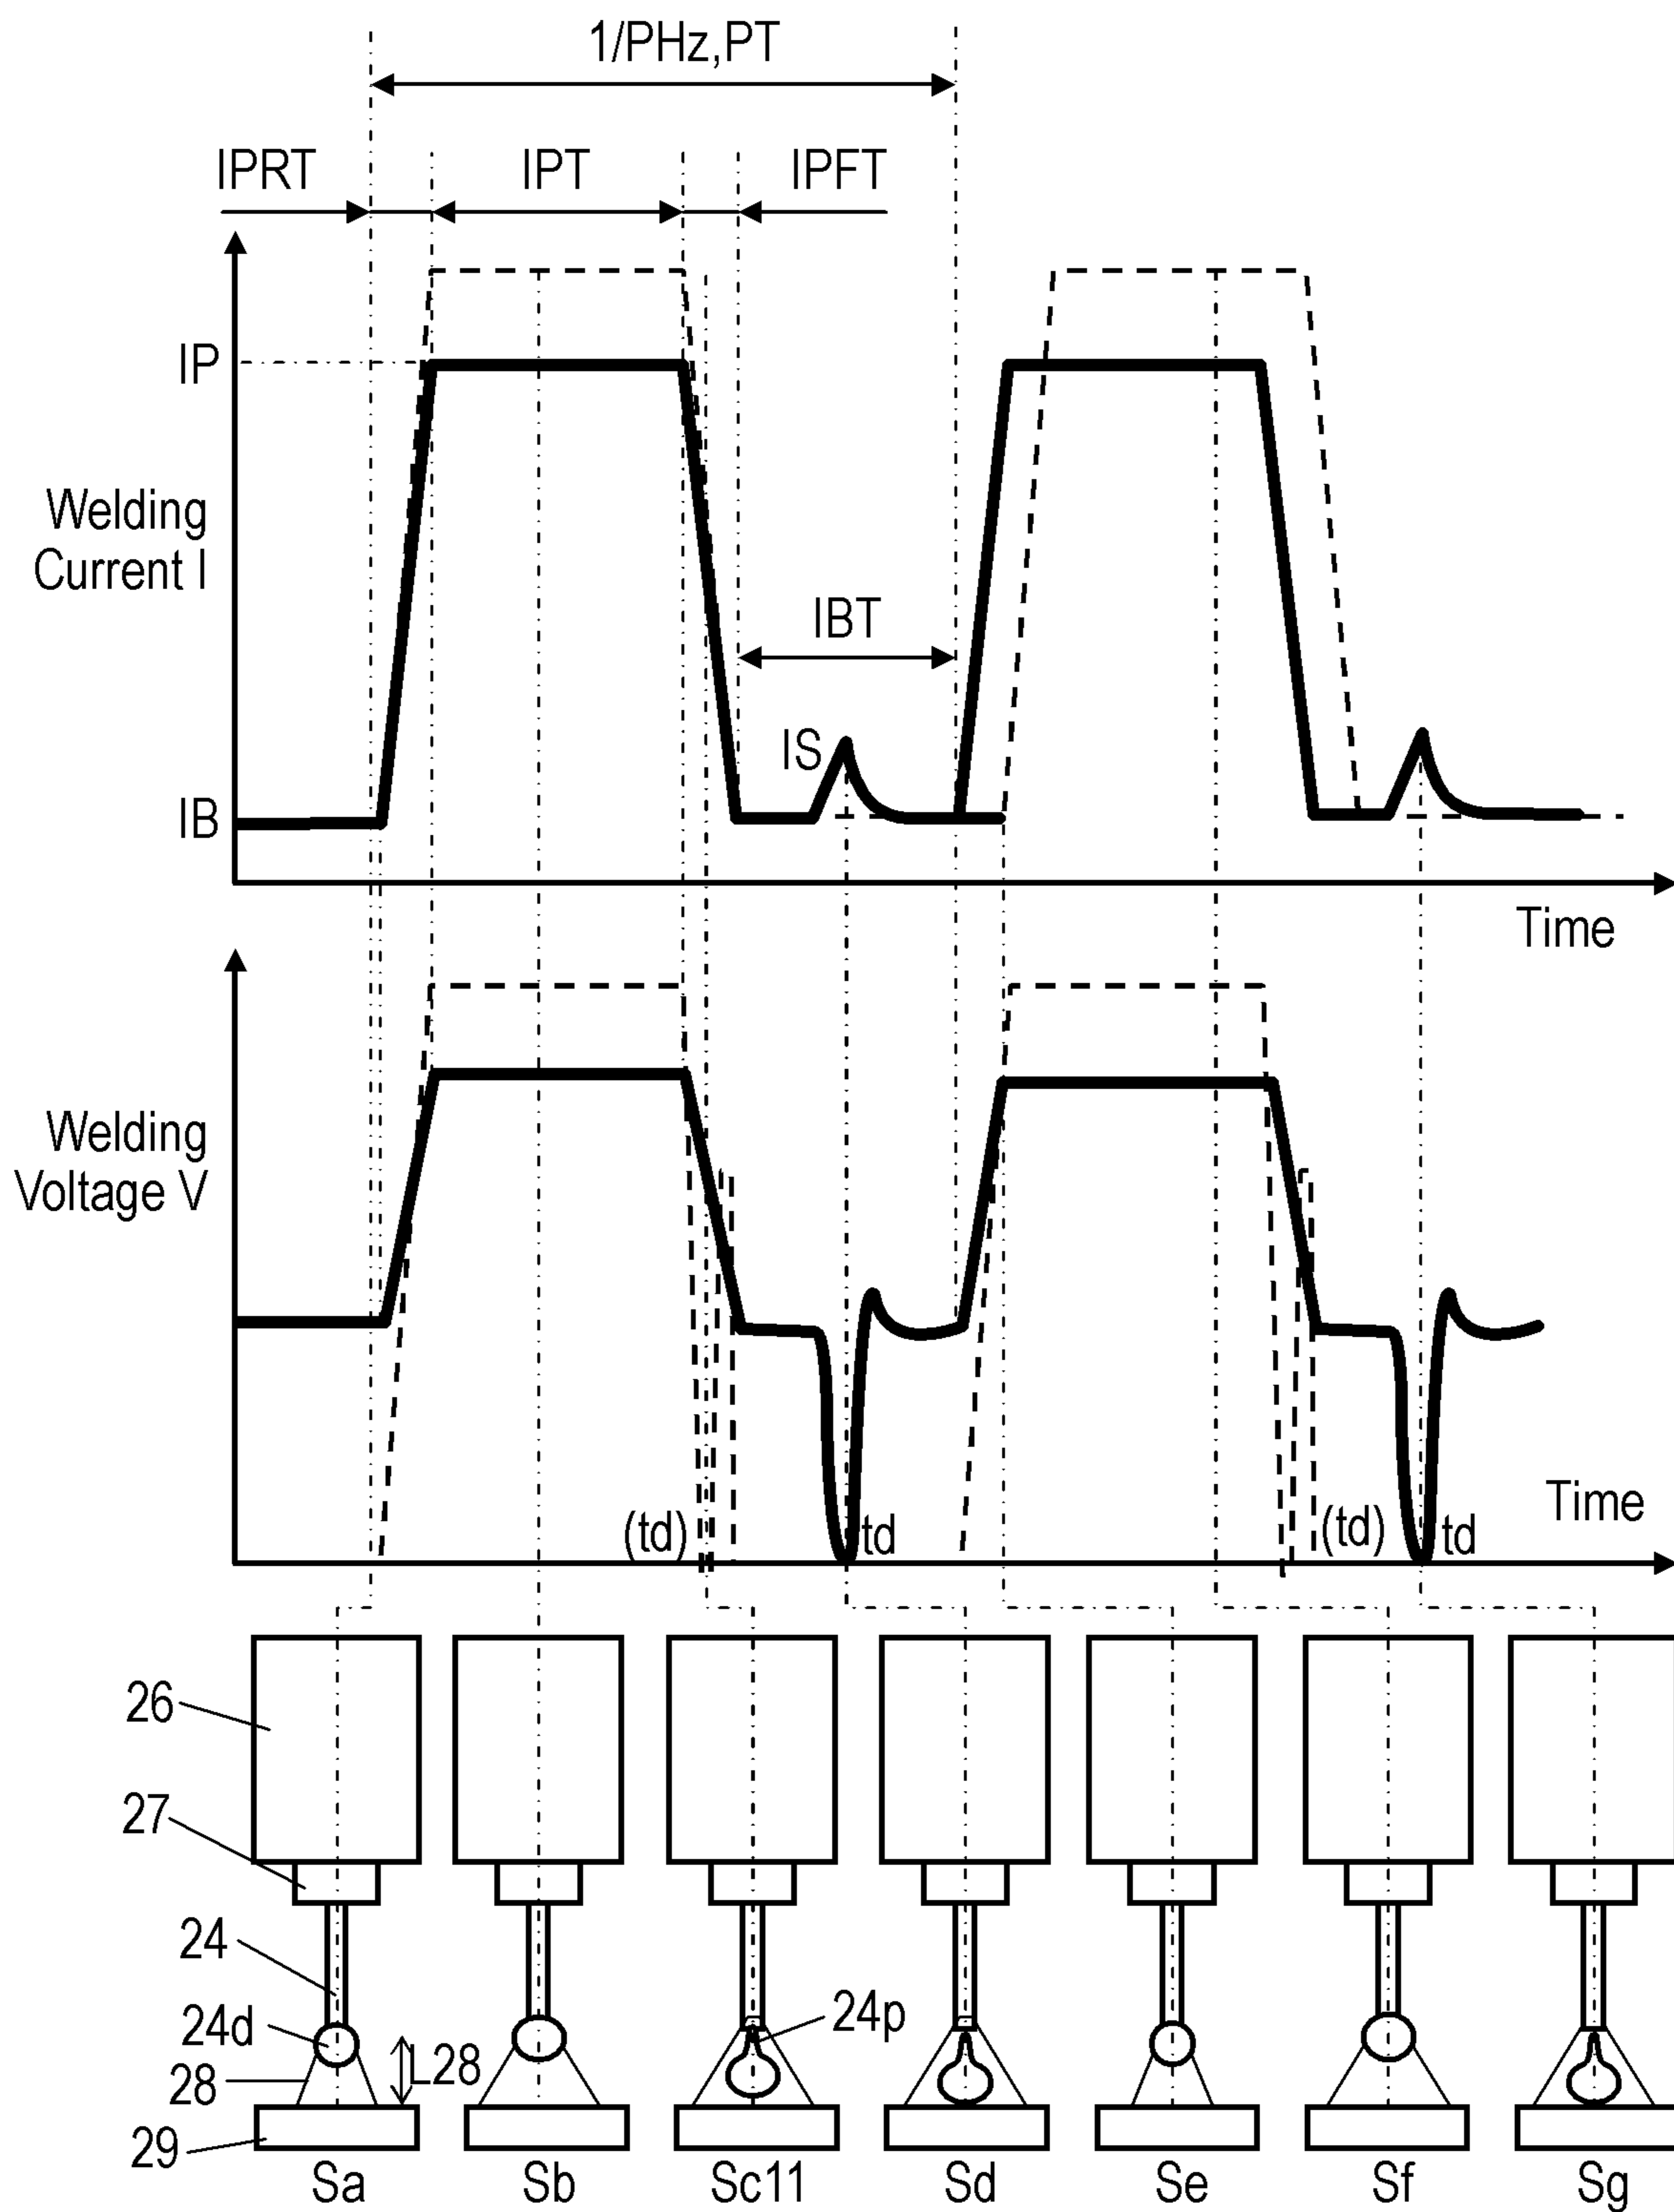 1/PHz,PT
IPRT
IPT
IPFT
IP
Welding
Current I
IBT
IS
IB
Time
Welding
Voltage V
Time
(td)
td
(td)
td
26
27
24
24d
24p
28
L28
29
Sa
Sb
Sc11
Sd
Se
Sf
Sg